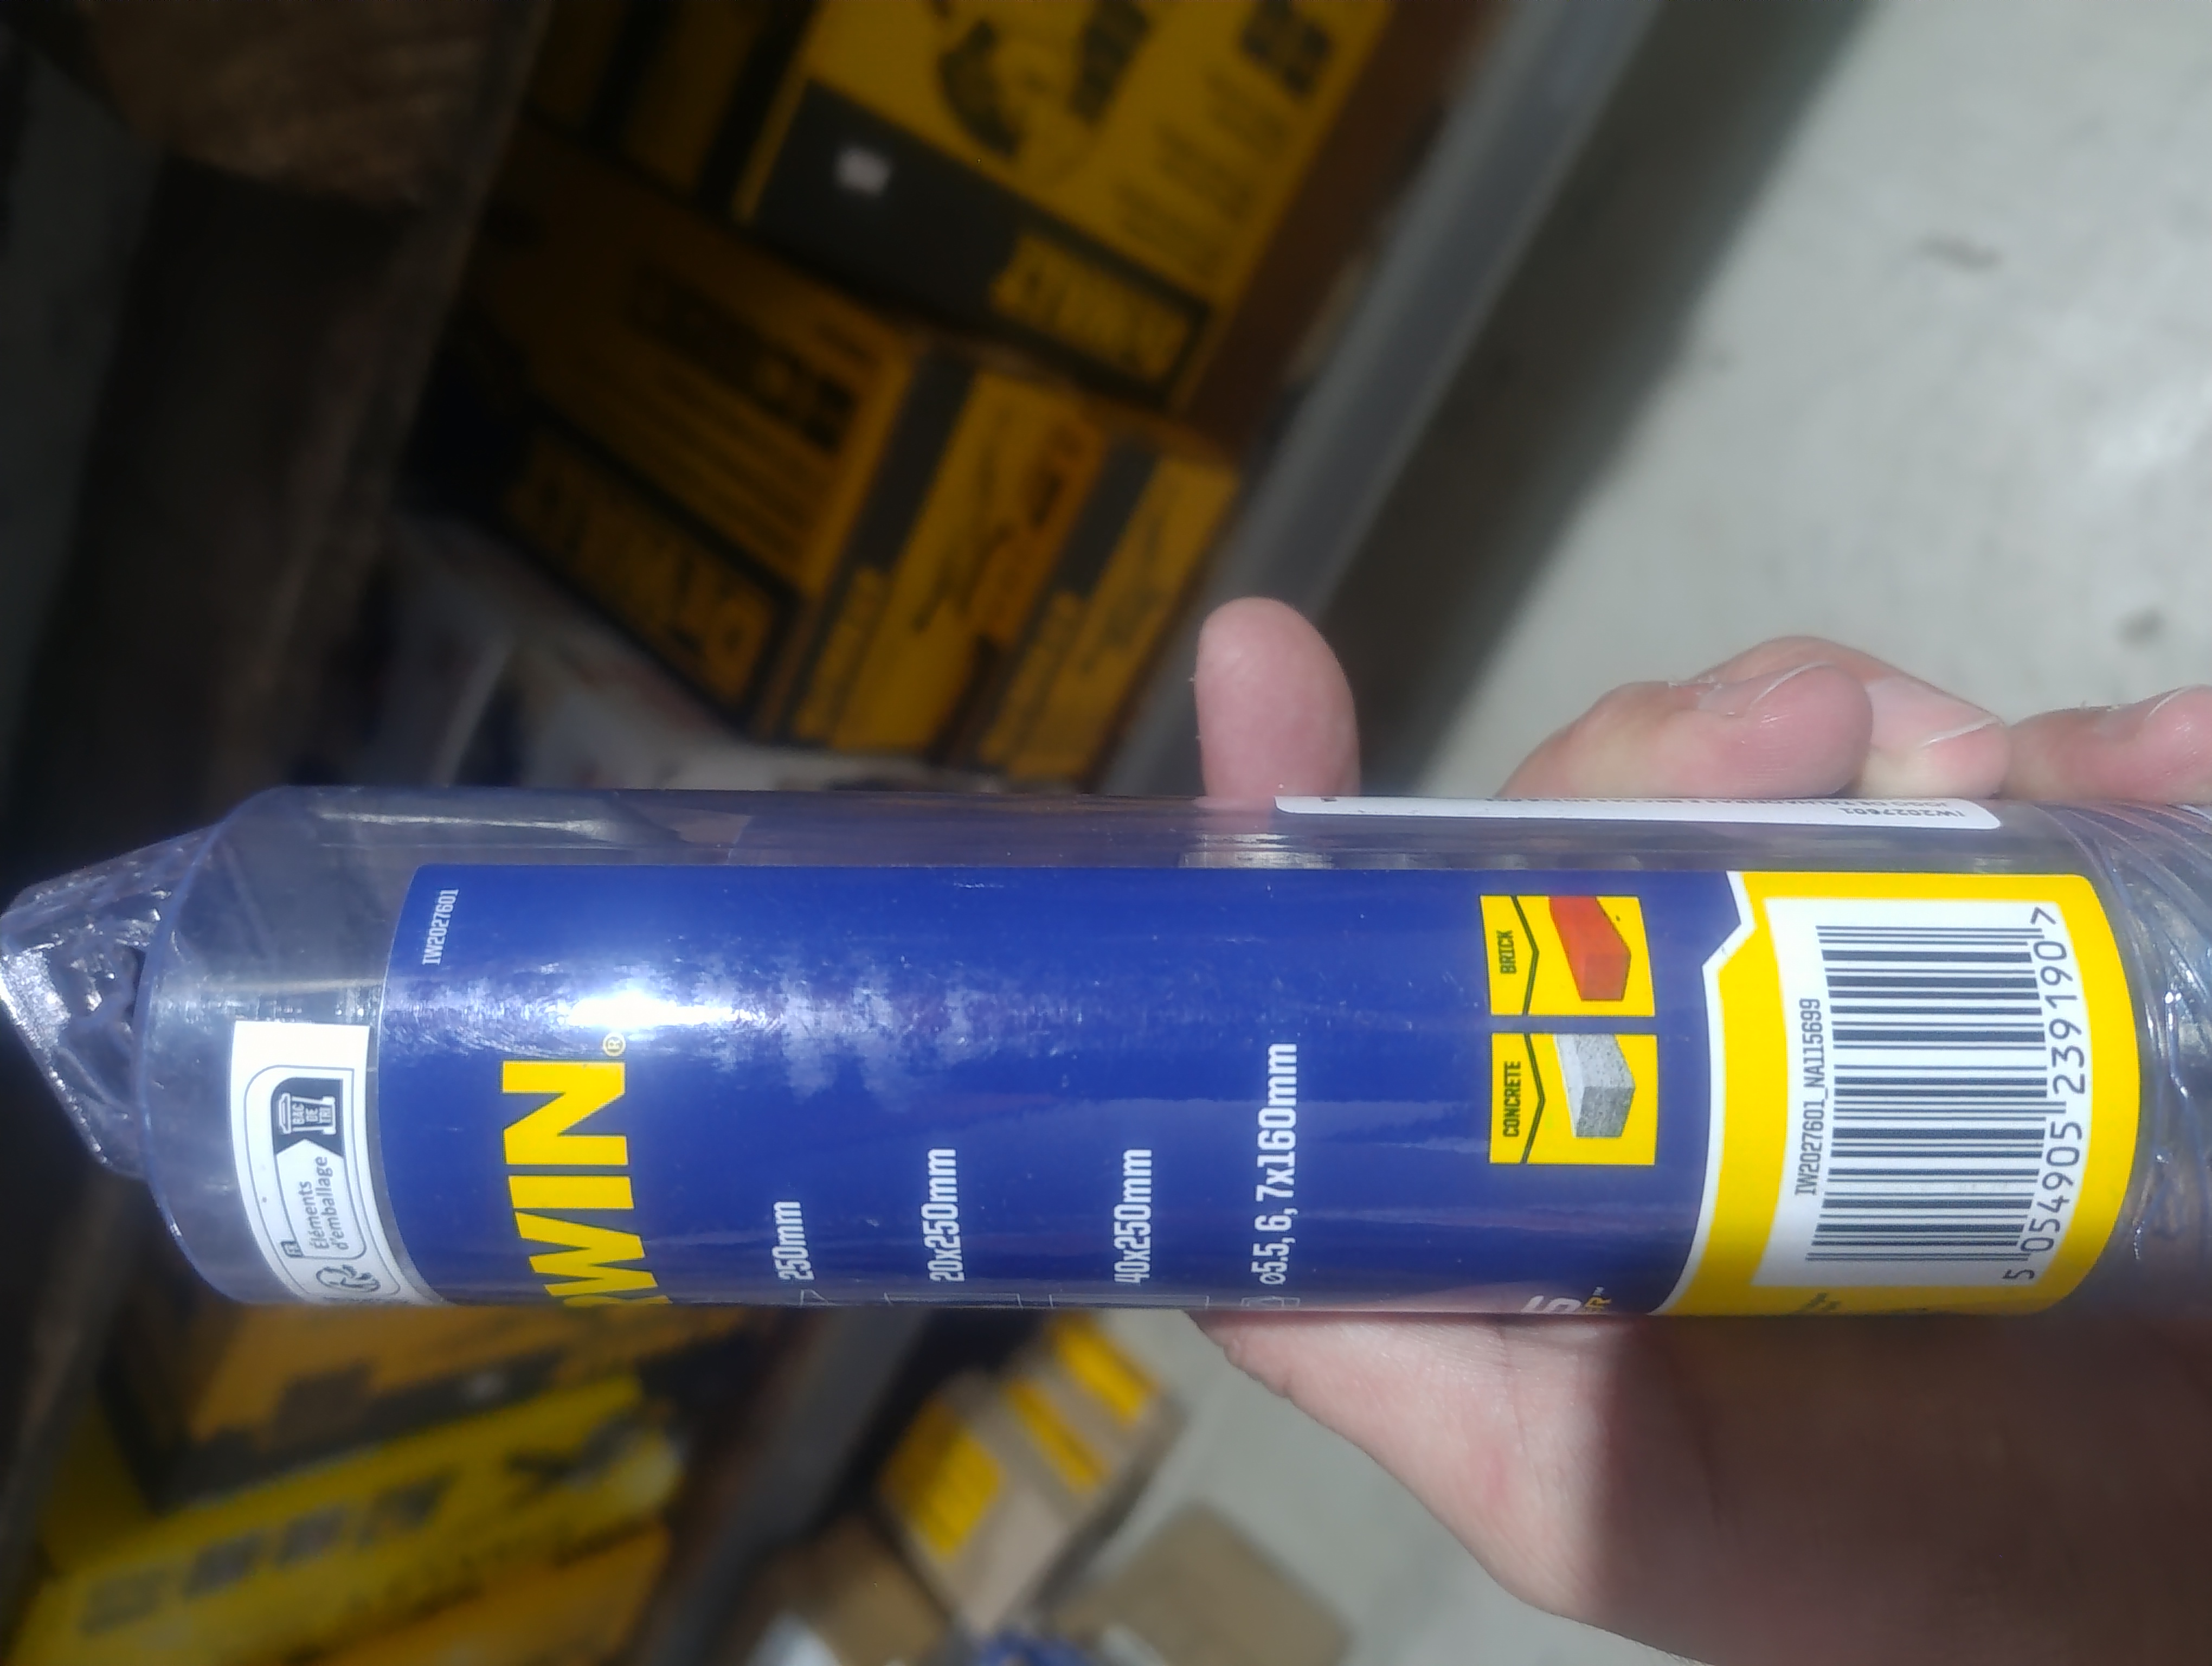 FR
Éléments
d'emballage
BAC
DE
TRI
IW2027601
RWIN®
250mm
20x250mm
40x250mm
ø5.5, 6, 7x160mm
CONCRETE
BRICK
IW2027601_NA115699
5 054905 239190 >
IW2027601